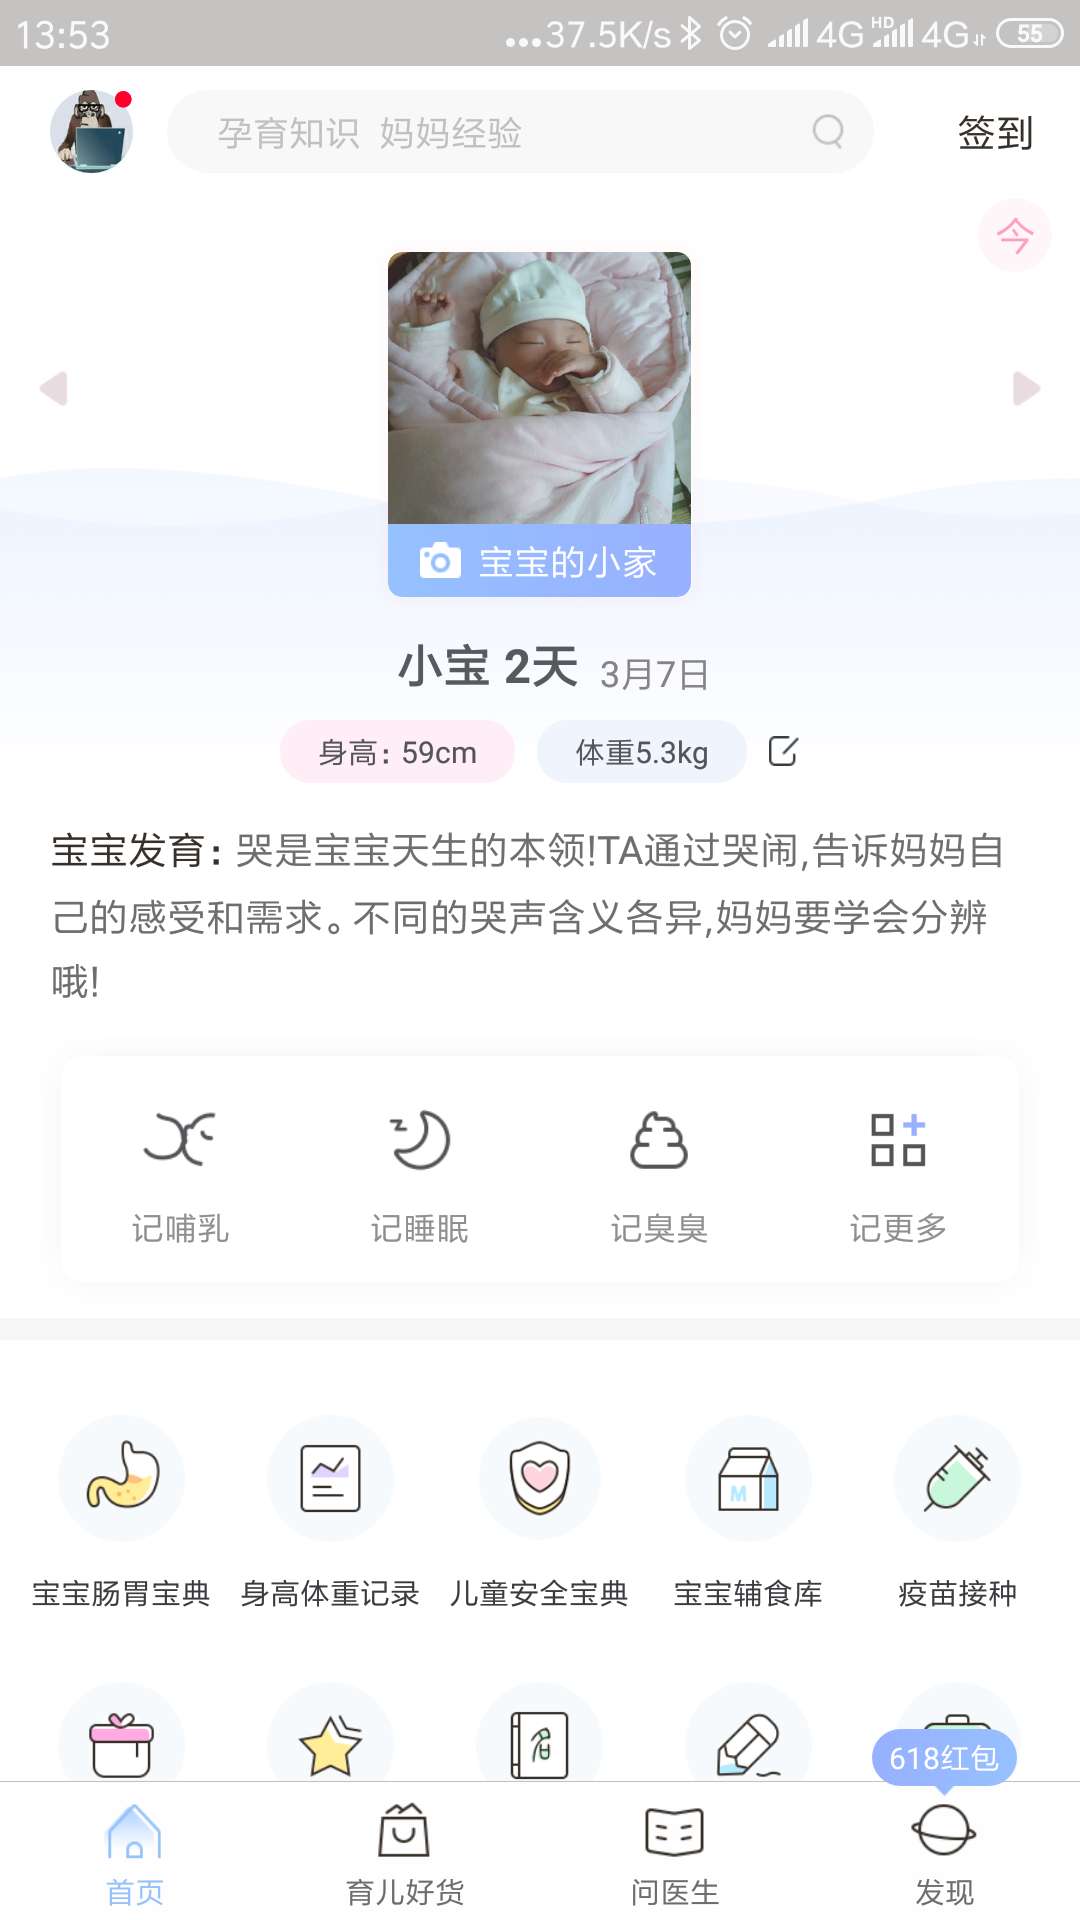 13:53 ...37.5K/s 4G HD 4G 55
孕育知识 妈妈经验
签到
今
宝宝的小家
小宝 2天 3月7日
身高：59cm 体重5.3kg
宝宝发育：哭是宝宝天生的本领!TA通过哭闹,告诉妈妈自
己的感受和需求。不同的哭声含义各异,妈妈要学会分辨
哦!
记哺乳 记睡眠 记臭臭 记更多
M
宝宝肠胃宝典 身高体重记录 儿童安全宝典 宝宝辅食库 疫苗接种
618红包
首页 育儿好货 问医生 发现